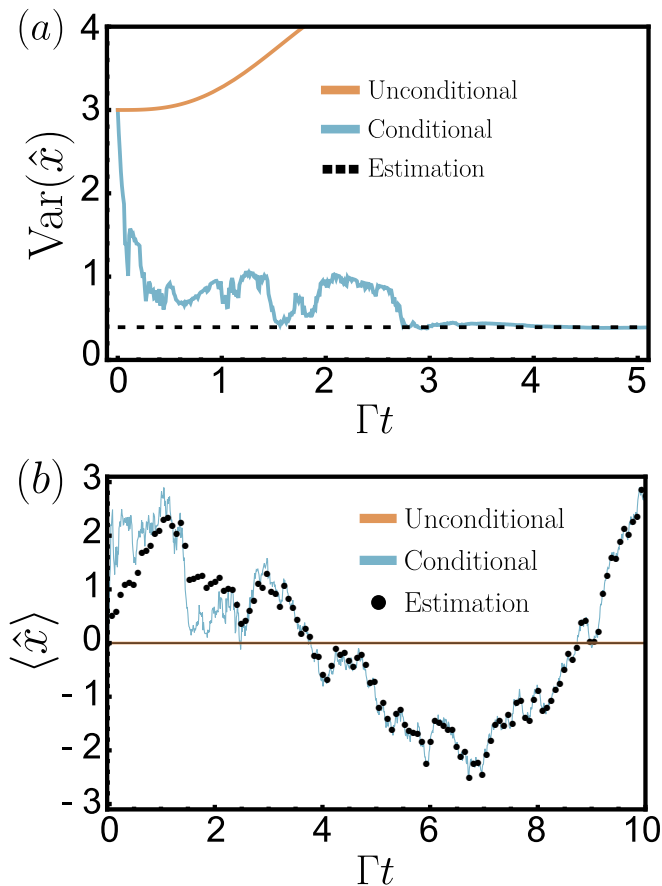 (a)
4
3
2
1
0
Var(x̂)
Unconditional
Conditional
Estimation
0 1 2 3 4 5
Γt
(b)
3
2
1
0
- 1
- 2
- 3
⟨x̂⟩
Unconditional
Conditional
Estimation
0 2 4 6 8 10
Γt